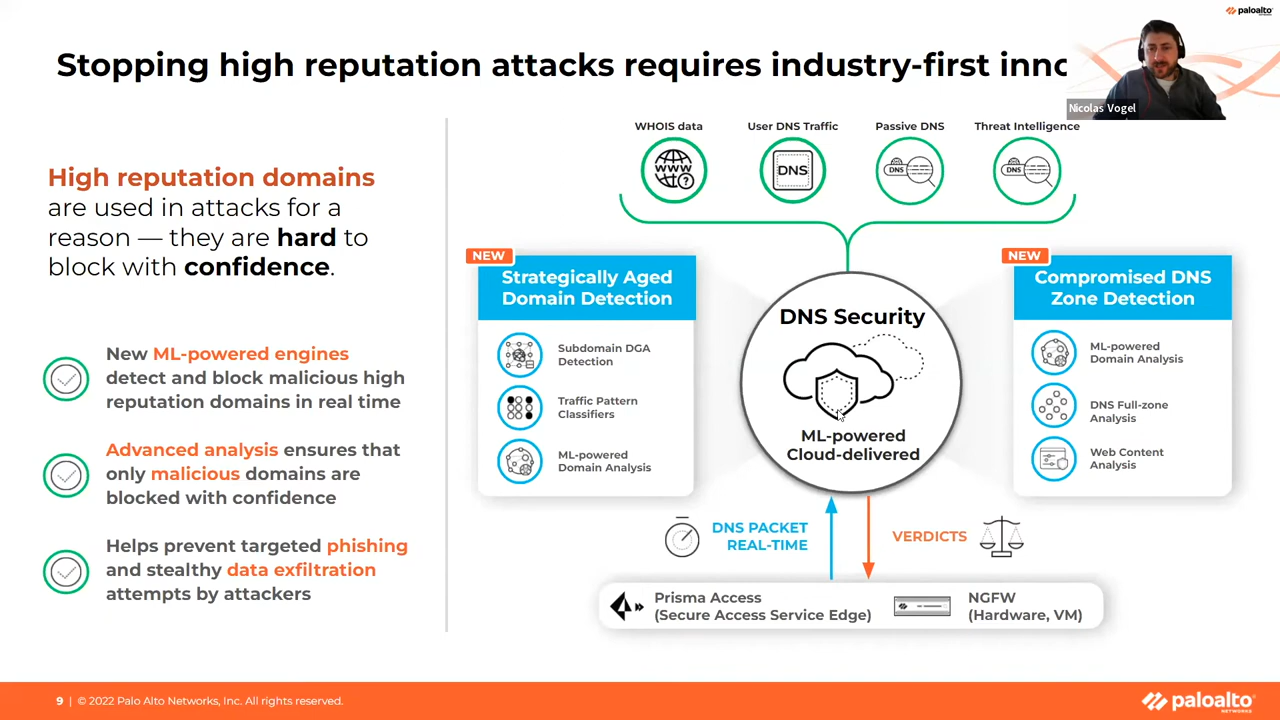 paloalto
Stopping high reputation attacks requires industry-first
Nicolas Vogel
High reputation domains
are used in attacks for a
reason — they are hard to
block with confidence.
New ML-powered engines
detect and block malicious high
reputation domains in real time
Advanced analysis ensures that
only malicious domains are
blocked with confidence
Helps prevent targeted phishing
and stealthy data exfiltration
attempts by attackers
WHOIS data
User DNS Traffic
Passive DNS
Threat Intelligence
WWW
?
DNS
DNS
DNS
NEW
Strategically Aged
Domain Detection
Subdomain DGA
Detection
Traffic Pattern
Classifiers
ML-powered
Domain Analysis
DNS Security
ML-powered
Cloud-delivered
NEW
Compromised DNS
Zone Detection
ML-powered
Domain Analysis
DNS Full-zone
Analysis
Web Content
Analysis
DNS PACKET
REAL-TIME
VERDICTS
Prisma Access
(Secure Access Service Edge)
NGFW
(Hardware, VM)
9 | © 2022 Palo Alto Networks, Inc. All rights reserved.
paloalto
NETWORKS